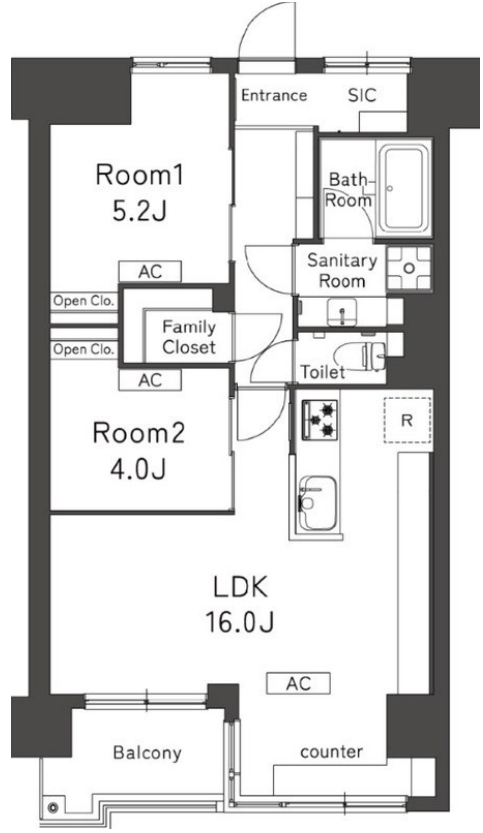 Entrance
SIC
Room1
5.2J
Bath-
Room
AC
Sanitary
Room
Open Clo.
Family
Closet
Open Clo.
AC
Toilet
Room2
4.0J
R
LDK
16.0J
AC
Balcony
counter